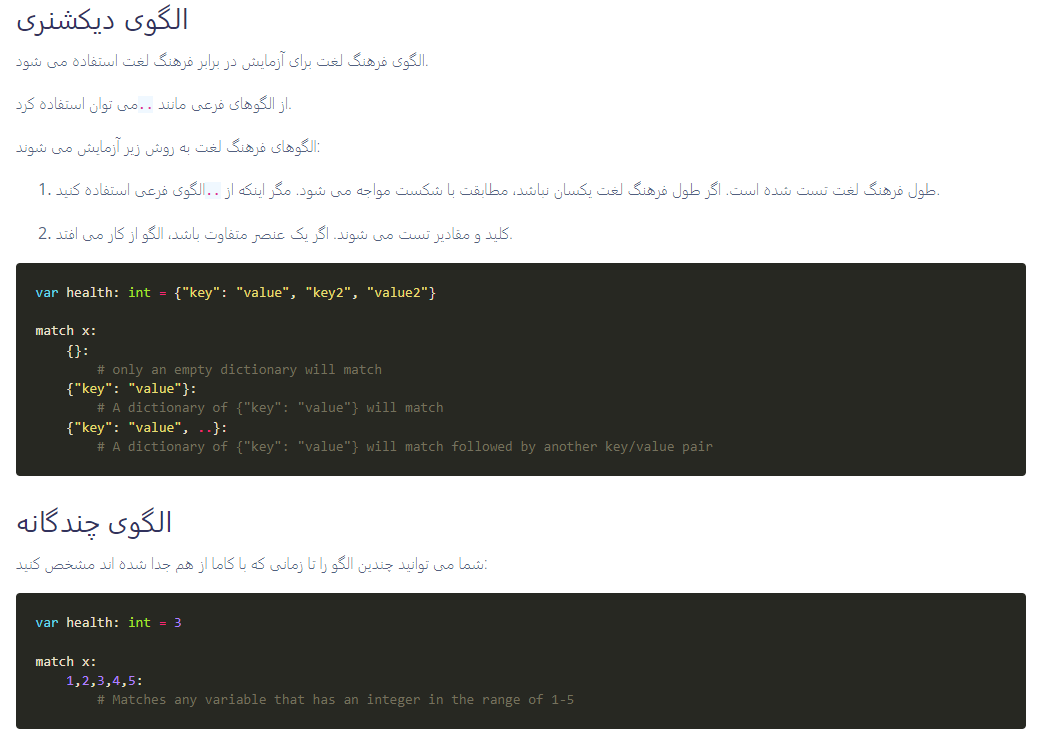 الگوی دیکشنری
الگوی فرهنگ لغت برای آزمایش در برابر فرهنگ لغت استفاده می شود.
از الگوهای فرعی مانند ..می توان استفاده کرد.
الگوهای فرهنگ لغت به روش زیر آزمایش می شوند:
1. طول فرهنگ لغت تست شده است. اگر طول فرهنگ لغت یکسان نباشد، مطابقت با شکست مواجه می شود. مگر اینکه از ..الگوی فرعی استفاده کنید.
2. کلید و مقادیر تست می شوند. اگر یک عنصر متفاوت باشد، الگو از کار می افتد.
var health: int = {"key": "value", "key2", "value2"}
match x:
    {}:
        # only an empty dictionary will match
    {"key": "value"}:
        # A dictionary of {"key": "value"} will match
    {"key": "value", ..}:
        # A dictionary of {"key": "value"} will match followed by another key/value pair
الگوی چندگانه
شما می توانید چندین الگو را تا زمانی که با کاما از هم جدا شده اند مشخص کنید:
var health: int = 3
match x:
    1,2,3,4,5:
        # Matches any variable that has an integer in the range of 1-5